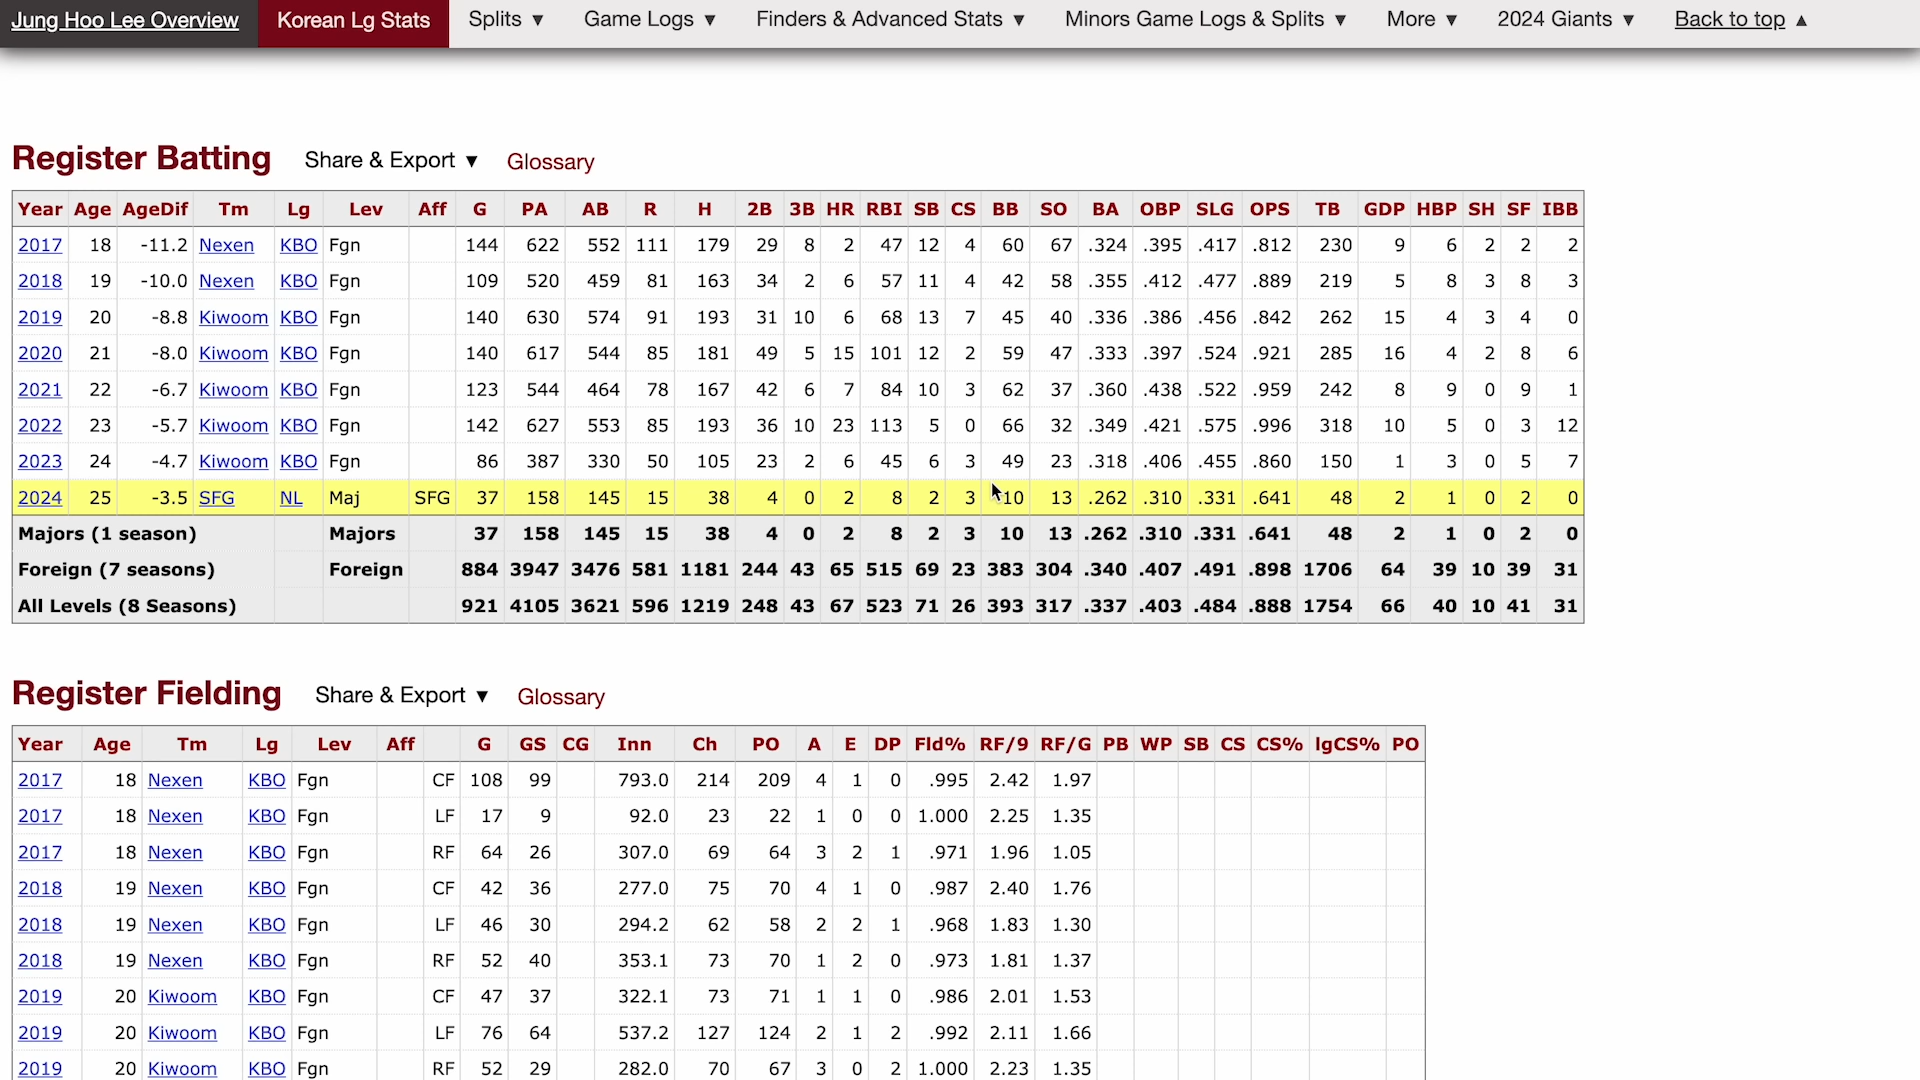 Jung Hoo Lee Overview Korean Lg Stats Splits ▼ Game Logs ▼ Finders & Advanced Stats ▼ Minors Game Logs & Splits ▼ More ▼ 2024 Giants ▼ Back to top ▲
Register Batting Share & Export ▼ Glossary
Year Age AgeDif Tm Lg Lev Aff G PA AB R H 2B 3B HR RBI SB CS BB SO BA OBP SLG OPS TB GDP HBP SH SF IBB
2017 18 -11.2 Nexen KBO Fgn 144 622 552 111 179 29 8 2 47 12 4 60 67 .324 .395 .417 .812 230 9 6 2 2 2
2018 19 -10.0 Nexen KBO Fgn 109 520 459 81 163 34 2 6 57 11 4 42 58 .355 .412 .477 .889 219 5 8 3 8 3
2019 20 -8.8 Kiwoom KBO Fgn 140 630 574 91 193 31 10 6 68 13 7 45 40 .336 .386 .456 .842 262 15 4 3 4 0
2020 21 -8.0 Kiwoom KBO Fgn 140 617 544 85 181 49 5 15 101 12 2 59 47 .333 .397 .524 .921 285 16 4 2 8 6
2021 22 -6.7 Kiwoom KBO Fgn 123 544 464 78 167 42 6 7 84 10 3 62 37 .360 .438 .522 .959 242 8 9 0 9 1
2022 23 -5.7 Kiwoom KBO Fgn 142 627 553 85 193 36 10 23 113 5 0 66 32 .349 .421 .575 .996 318 10 5 0 3 12
2023 24 -4.7 Kiwoom KBO Fgn 86 387 330 50 105 23 2 6 45 6 3 49 23 .318 .406 .455 .860 150 1 3 0 5 7
2024 25 -3.5 SFG NL Maj SFG 37 158 145 15 38 4 0 2 8 2 3 10 13 .262 .310 .331 .641 48 2 1 0 2 0
Majors (1 season) Majors 37 158 145 15 38 4 0 2 8 2 3 10 13 .262 .310 .331 .641 48 2 1 0 2 0
Foreign (7 seasons) Foreign 884 3947 3476 581 1181 244 43 65 515 69 23 383 304 .340 .407 .491 .898 1706 64 39 10 39 31
All Levels (8 Seasons) 921 4105 3621 596 1219 248 43 67 523 71 26 393 317 .337 .403 .484 .888 1754 66 40 10 41 31
Register Fielding Share & Export ▼ Glossary
Year Age Tm Lg Lev Aff G GS CG Inn Ch PO A E DP Fld% RF/9 RF/G PB WP SB CS CS% lgCS% PO
2017 18 Nexen KBO Fgn CF 108 99 793.0 214 209 4 1 0 .995 2.42 1.97
2017 18 Nexen KBO Fgn LF 17 9 92.0 23 22 1 0 0 1.000 2.25 1.35
2017 18 Nexen KBO Fgn RF 64 26 307.0 69 64 3 2 1 .971 1.96 1.05
2018 19 Nexen KBO Fgn CF 42 36 277.0 75 70 4 1 0 .987 2.40 1.76
2018 19 Nexen KBO Fgn LF 46 30 294.2 62 58 2 2 1 .968 1.83 1.30
2018 19 Nexen KBO Fgn RF 52 40 353.1 73 70 1 2 0 .973 1.81 1.37
2019 20 Kiwoom KBO Fgn CF 47 37 322.1 73 71 1 1 0 .986 2.01 1.53
2019 20 Kiwoom KBO Fgn LF 76 64 537.2 127 124 2 1 2 .992 2.11 1.66
2019 20 Kiwoom KBO Fgn RF 52 29 282.0 70 67 3 0 2 1.000 2.23 1.35